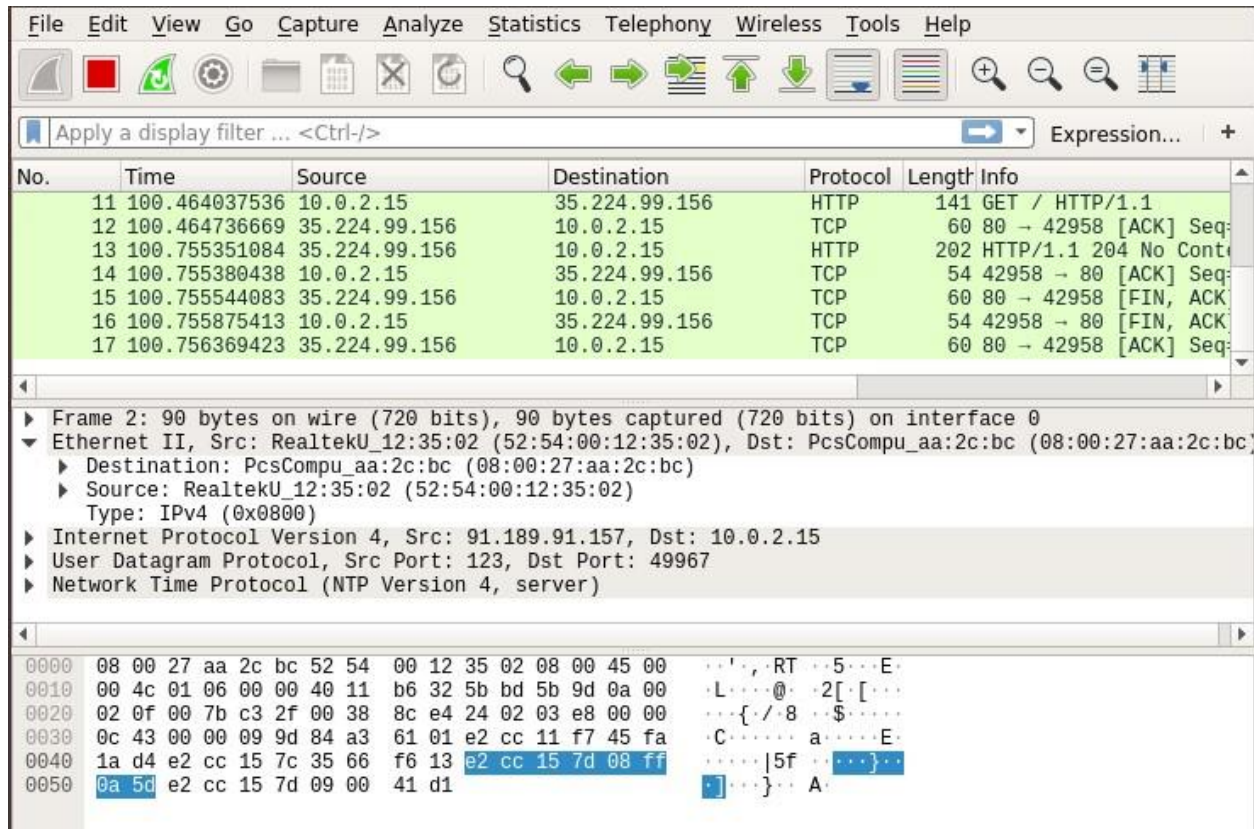 File Edit View Go Capture Analyze Statistics Telephony Wireless Tools Help
Apply a display filter ... <Ctrl-/> Expression... +
No. Time Source Destination Protocol Length Info
11 100.464037536 10.0.2.15 35.224.99.156 HTTP 141 GET / HTTP/1.1
12 100.464736669 35.224.99.156 10.0.2.15 TCP 60 80 → 42958 [ACK] Seq=
13 100.755351084 35.224.99.156 10.0.2.15 HTTP 202 HTTP/1.1 204 No Conte
14 100.755380438 10.0.2.15 35.224.99.156 TCP 54 42958 → 80 [ACK] Seq=
15 100.755544083 35.224.99.156 10.0.2.15 TCP 60 80 → 42958 [FIN, ACK]
16 100.755875413 10.0.2.15 35.224.99.156 TCP 54 42958 → 80 [FIN, ACK]
17 100.756369423 35.224.99.156 10.0.2.15 TCP 60 80 → 42958 [ACK] Seq=
Frame 2: 90 bytes on wire (720 bits), 90 bytes captured (720 bits) on interface 0
Ethernet II, Src: RealtekU_12:35:02 (52:54:00:12:35:02), Dst: PcsCompu_aa:2c:bc (08:00:27:aa:2c:bc)
Destination: PcsCompu_aa:2c:bc (08:00:27:aa:2c:bc)
Source: RealtekU_12:35:02 (52:54:00:12:35:02)
Type: IPv4 (0x0800)
Internet Protocol Version 4, Src: 91.189.91.157, Dst: 10.0.2.15
User Datagram Protocol, Src Port: 123, Dst Port: 49967
Network Time Protocol (NTP Version 4, server)
0000 08 00 27 aa 2c bc 52 54 00 12 35 02 08 00 45 00 ··'·,·RT ··5···E·
0010 00 4c 01 06 00 00 40 11 b6 32 5b bd 5b 9d 0a 00 ·L····@· ·2[·[···
0020 02 0f 00 7b c3 2f 00 38 8c e4 24 02 03 e8 00 00 ···{·/·8 ··$·····
0030 0c 43 00 00 09 9d 84 a3 61 01 e2 cc 11 f7 45 fa ·C······ a·····E·
0040 1a d4 e2 cc 15 7c 35 66 f6 13 e2 cc 15 7d 08 ff ·····|5f ·····}··
0050 0a 5d e2 cc 15 7d 09 00 41 d1 ·]···}·· A·